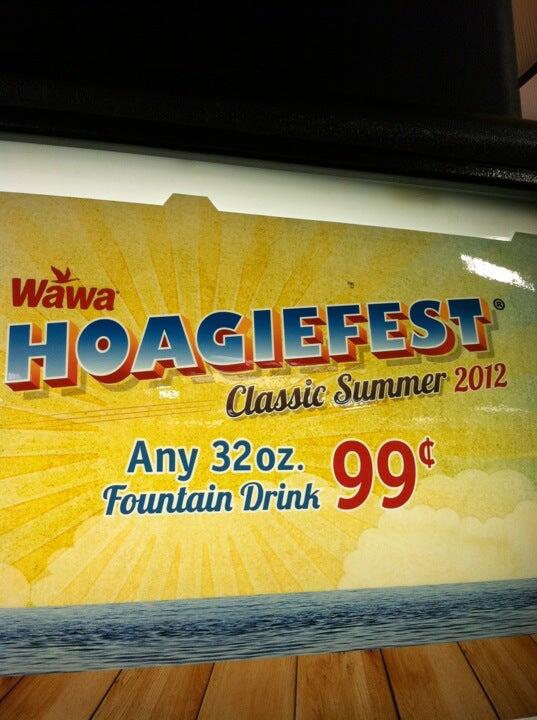 Wawa
HOAGIEFEST®
Classic Summer 2012
Any 32oz.
Fountain Drink 99¢